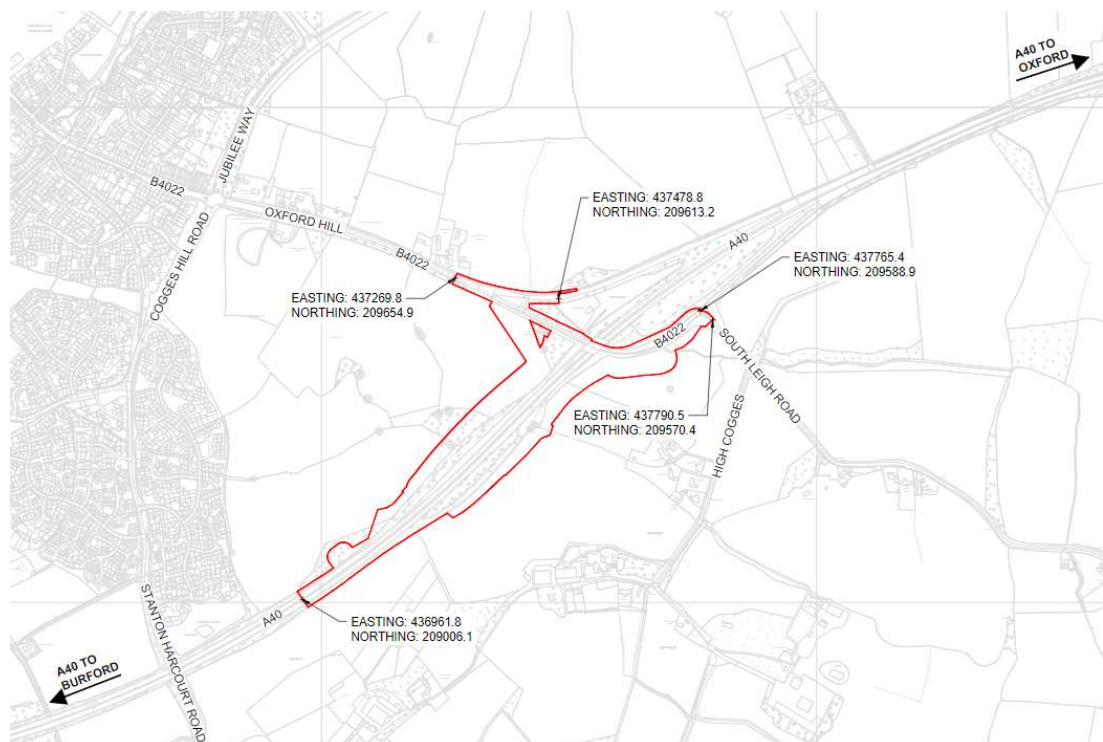 A40 TO
OXFORD
JUBILEE WAY
B4022
OXFORD HILL
EASTING: 437478.8
NORTHING: 209613.2
A40
B4022
COGGES HILL ROAD
EASTING: 437765.4
NORTHING: 209588.9
EASTING: 437269.8
NORTHING: 209654.9
B4022
SOUTH LEIGH ROAD
EASTING: 437790.5
NORTHING: 209570.4
HIGH COGGES
STANTON HARCOURT ROAD
A40
EASTING: 436961.8
NORTHING: 209006.1
A40 TO
BURFORD